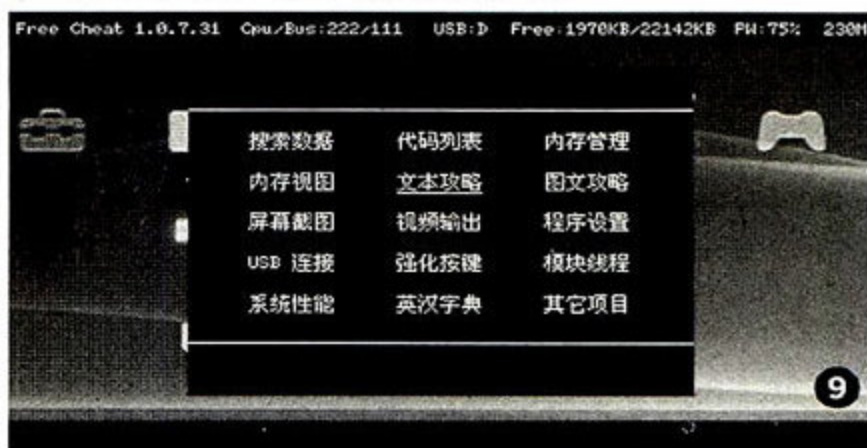 Free Cheat 1.0.7.31 Cpu/Bus:222/111 USB:D Free:1970KB/22142KB PW:75% 230M
搜索数据 代码列表 内存管理
内存视图 文本攻略 图文攻略
屏幕截图 视频输出 程序设置
USB 连接 强化按键 模块线程
系统性能 英汉字典 其它项目
9